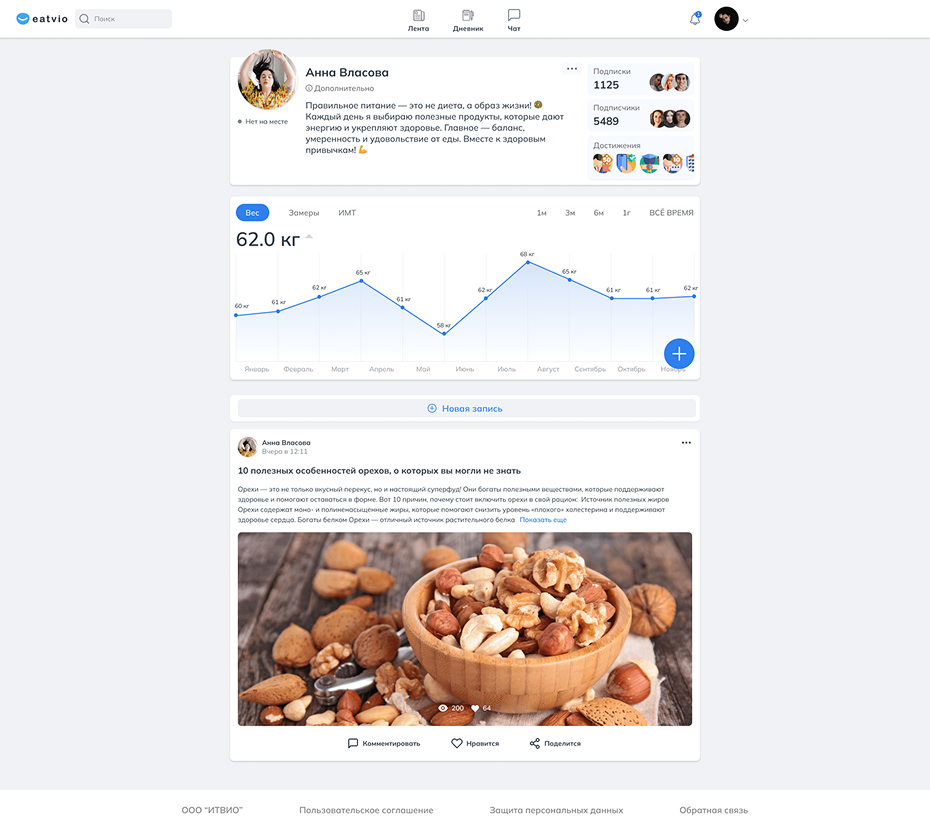 eatvio
Поиск
Лента
Дневник
Чат
1
Анна Власова
Дополнительно
Нет на месте
Правильное питание — это не диета, а образ жизни!
Каждый день я выбираю полезные продукты, которые дают
энергию и укрепляют здоровье. Главное — баланс,
умеренность и удовольствие от еды. Вместе к здоровым
привычкам!
Подписки
1125
Подписчики
5489
Достижения
Вес
Замеры
ИМТ
1м
3м
6м
1г
ВСЁ ВРЕМЯ
62.0 кг
60 кг
61 кг
62 кг
65 кг
61 кг
58 кг
62 кг
68 кг
65 кг
61 кг
61 кг
62 кг
Январь
Февраль
Март
Апрель
Май
Июнь
Июль
Август
Сентябрь
Октябрь
Ноябрь
Новая запись
Анна Власова
Вчера в 12:11
10 полезных особенностей орехов, о которых вы могли не знать
Орехи — это не только вкусный перекус, но и настоящий суперфуд! Они богаты полезными веществами, которые поддерживают
здоровье и помогают оставаться в форме. Вот 10 причин, почему стоит включить орехи в свой рацион: Источник полезных жиров
Орехи содержат моно- и полиненасыщенные жиры, которые помогают снизить уровень «плохого» холестерина и поддерживают
здоровье сердца. Богаты белком Орехи — отличный источник растительного белка Показать еще
200
64
Комментировать
Нравится
Поделится
ООО “ИТВИО”
Пользовательское соглашение
Защита персональных данных
Обратная связь